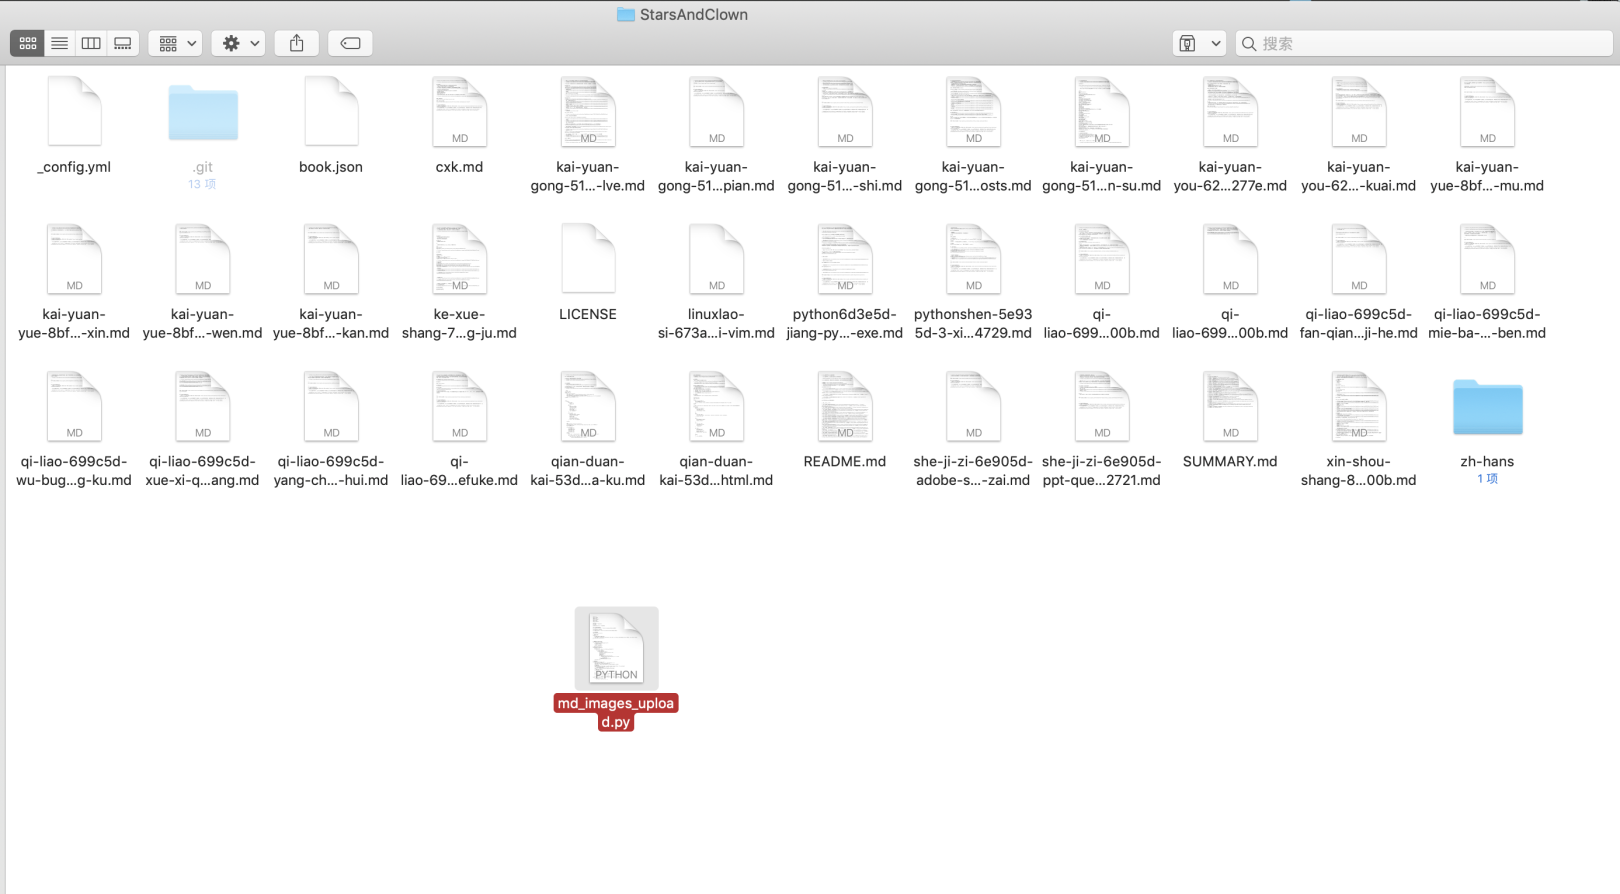 StarsAndClown
搜索
MD
MD
MD
MD
MD
MD
MD
MD
MD
_config.yml
.git
13 项
book.json
cxk.md
kai-yuan-
gong-51...-lve.md
kai-yuan-
gong-51...pian.md
kai-yuan-
gong-51...-shi.md
kai-yuan-
gong-51...osts.md
kai-yuan-
gong-51...n-su.md
kai-yuan-
you-62...277e.md
kai-yuan-
you-62...-kuai.md
kai-yuan-
yue-8bf...-mu.md
MD
MD
MD
MD
MD
MD
MD
MD
MD
MD
MD
kai-yuan-
yue-8bf...-xin.md
kai-yuan-
yue-8bf...-wen.md
kai-yuan-
yue-8bf...-kan.md
ke-xue-
shang-7...g-ju.md
LICENSE
linuxlao-
si-673a...i-vim.md
python6d3e5d-
jiang-py...-exe.md
pythonshen-5e93
5d-3-xi...4729.md
qi-
liao-699...00b.md
qi-
liao-699...00b.md
qi-liao-699c5d-
fan-qian...ji-he.md
qi-liao-699c5d-
mie-ba-...-ben.md
MD
MD
MD
MD
MD
MD
MD
MD
MD
MD
MD
qi-liao-699c5d-
wu-bug...g-ku.md
qi-liao-699c5d-
xue-xi-q...ang.md
qi-liao-699c5d-
yang-ch...-hui.md
qi-
liao-69...efuke.md
qian-duan-
kai-53d...a-ku.md
qian-duan-
kai-53d...html.md
README.md
she-ji-zi-6e905d-
adobe-s...-zai.md
she-ji-zi-6e905d-
ppt-que...2721.md
SUMMARY.md
xin-shou-
shang-8...00b.md
zh-hans
1 项
PYTHON
md_images_uploa
d.py